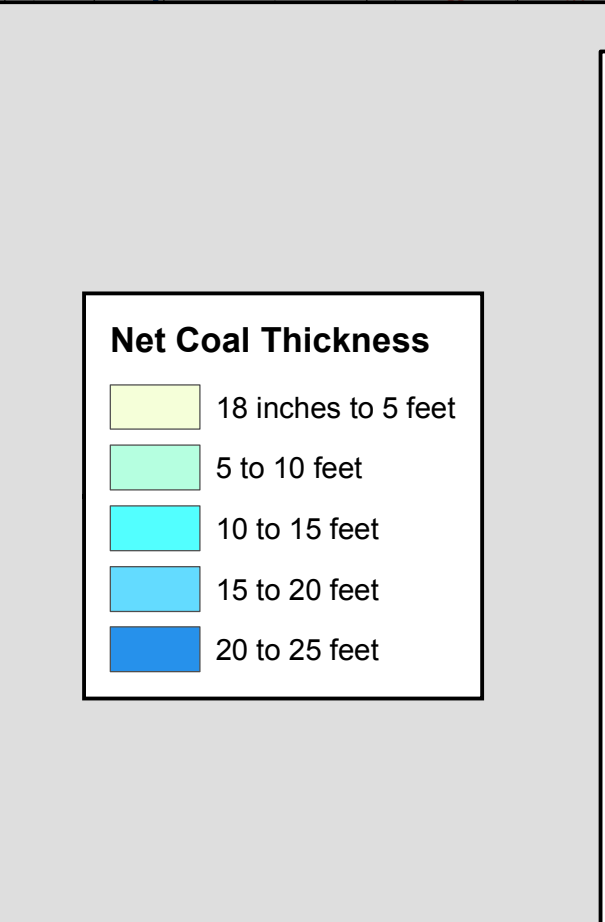 Net Coal Thickness
18 inches to 5 feet
5 to 10 feet
10 to 15 feet
15 to 20 feet
20 to 25 feet